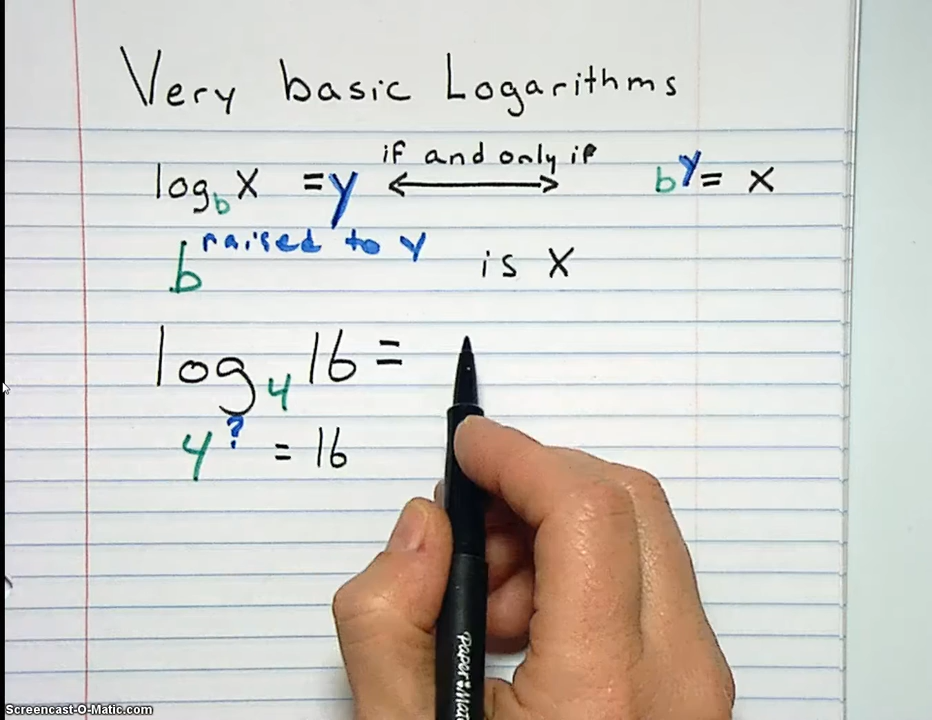 Very basic Logarithms
if and only if
log_b x = y ⟷ b^y = x
b raised to y is x
log_4 16 =
4^? = 16
Paper:Mate
Screencast-O-Matic.com